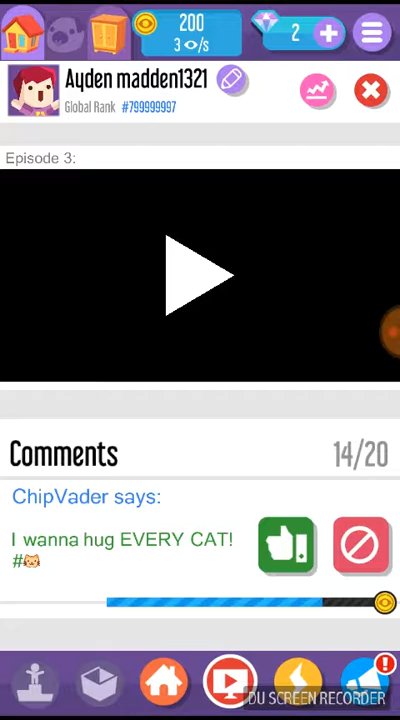 200
3 /s
2
Ayden madden1321
Global Rank #799999997
Episode 3:
Comments 14/20
ChipVader says:
I wanna hug EVERY CAT!
#🐱
DU SCREEN RECORDER